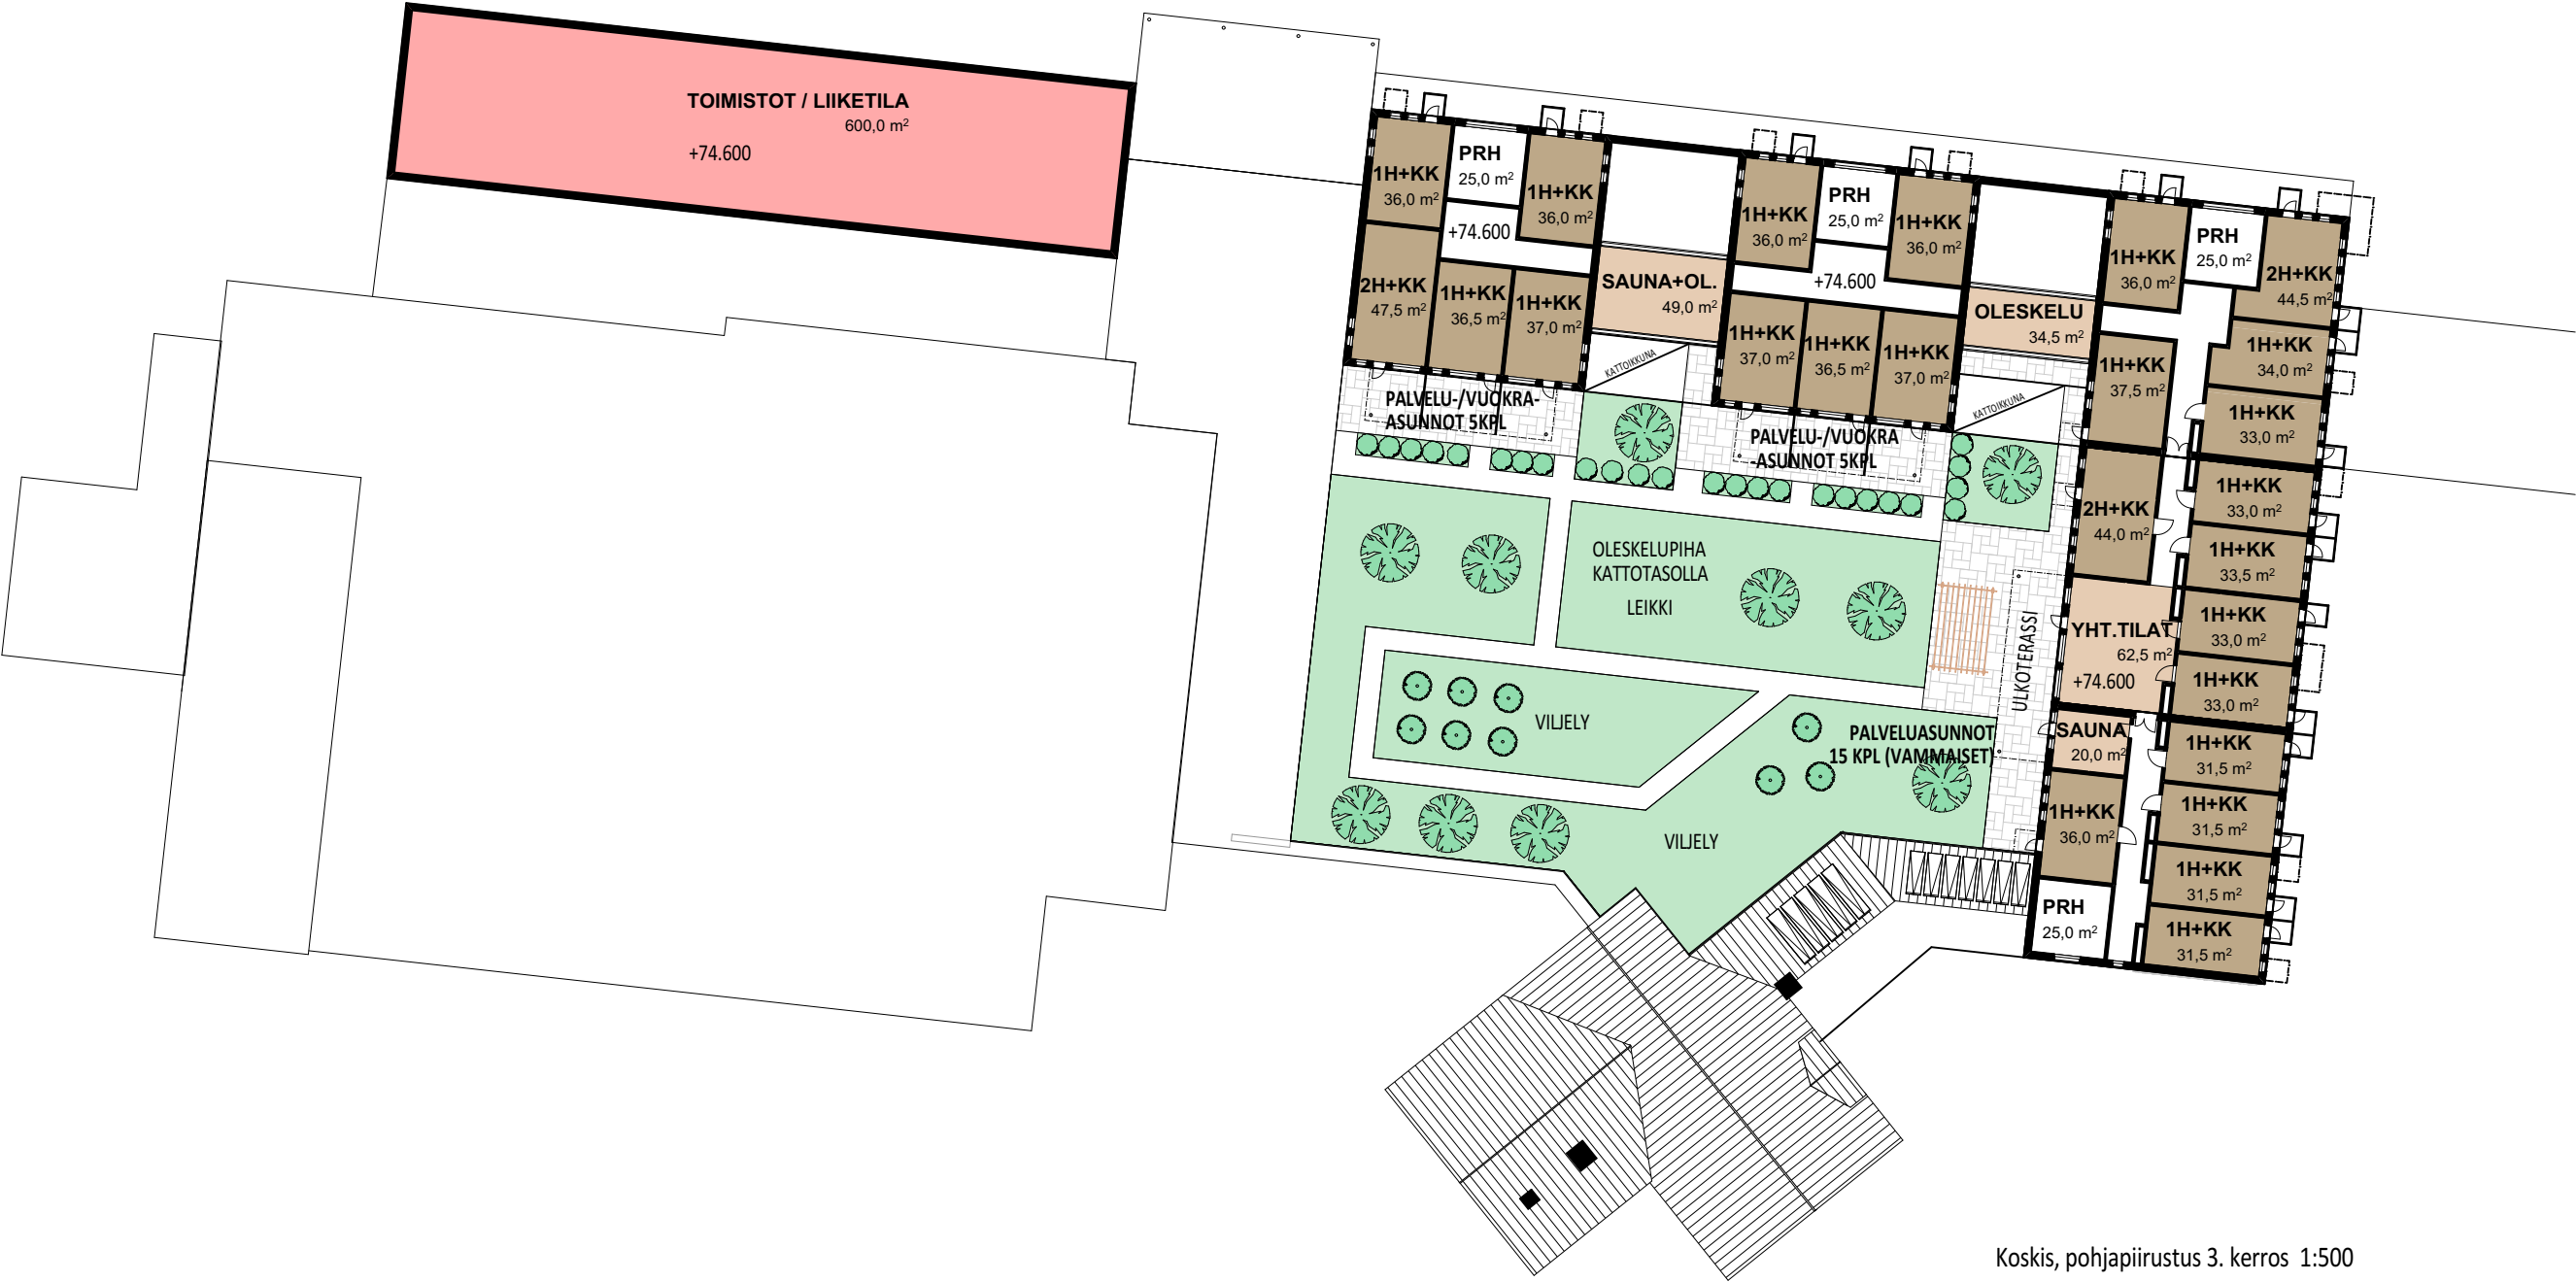 TOIMISTOT / LIIKETILA
600,0 m²
+74.600
1H+KK
36,0 m²
PRH
25,0 m²
1H+KK
36,0 m²
+74.600
2H+KK
47,5 m²
1H+KK
36,5 m²
1H+KK
37,0 m²
SAUNA+OL.
49,0 m²
KATTOIKKUNA
PALVELU-/VUOKRA-
ASUNNOT 5KPL
1H+KK
36,0 m²
PRH
25,0 m²
1H+KK
36,0 m²
+74.600
1H+KK
37,0 m²
1H+KK
36,5 m²
1H+KK
37,0 m²
OLESKELU
34,5 m²
KATTOIKKUNA
PALVELU-/VUOKRA
-ASUNNOT 5KPL
1H+KK
36,0 m²
PRH
25,0 m²
2H+KK
44,5 m²
1H+KK
34,0 m²
1H+KK
37,5 m²
1H+KK
33,0 m²
2H+KK
44,0 m²
1H+KK
33,0 m²
1H+KK
33,5 m²
1H+KK
33,0 m²
YHT.TILAT
62,5 m²
+74.600
1H+KK
33,0 m²
SAUNA
20,0 m²
1H+KK
31,5 m²
1H+KK
36,0 m²
1H+KK
31,5 m²
1H+KK
31,5 m²
PRH
25,0 m²
1H+KK
31,5 m²
OLESKELUPIHA
KATTOTASOLLA
LEIKKI
ULKOTERASSI
VILJELY
PALVELUASUNNOT
15 KPL (VAMMAISET)
VILJELY
Koskis, pohjapiirustus 3. kerros 1:500